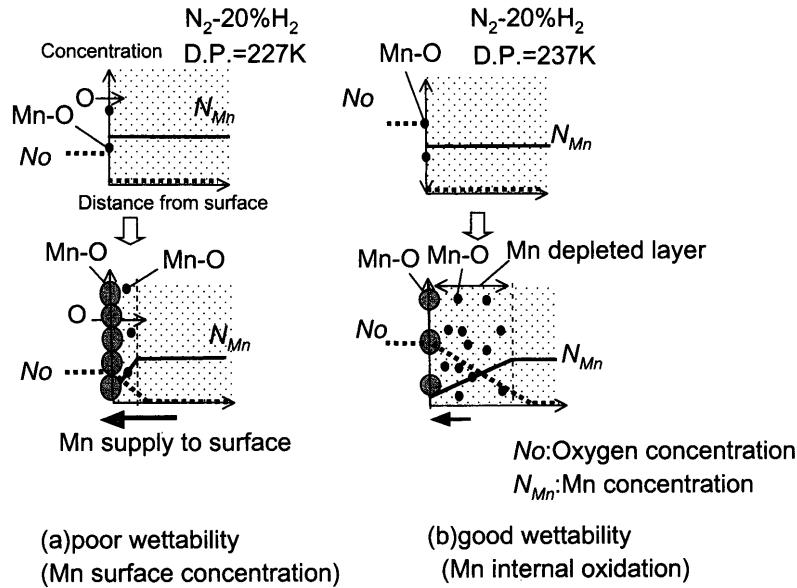 N2-20%H2
D.P.=227K
Concentration
O
Mn-O
No
NMn
Distance from surface
Mn-O
Mn-O
O
No
NMn
Mn supply to surface
(a)poor wettability
(Mn surface concentration)
N2-20%H2
D.P.=237K
Mn-O
No
NMn
Mn-O
Mn-O
Mn depleted layer
No
NMn
No:Oxygen concentration
NMn:Mn concentration
(b)good wettability
(Mn internal oxidation)